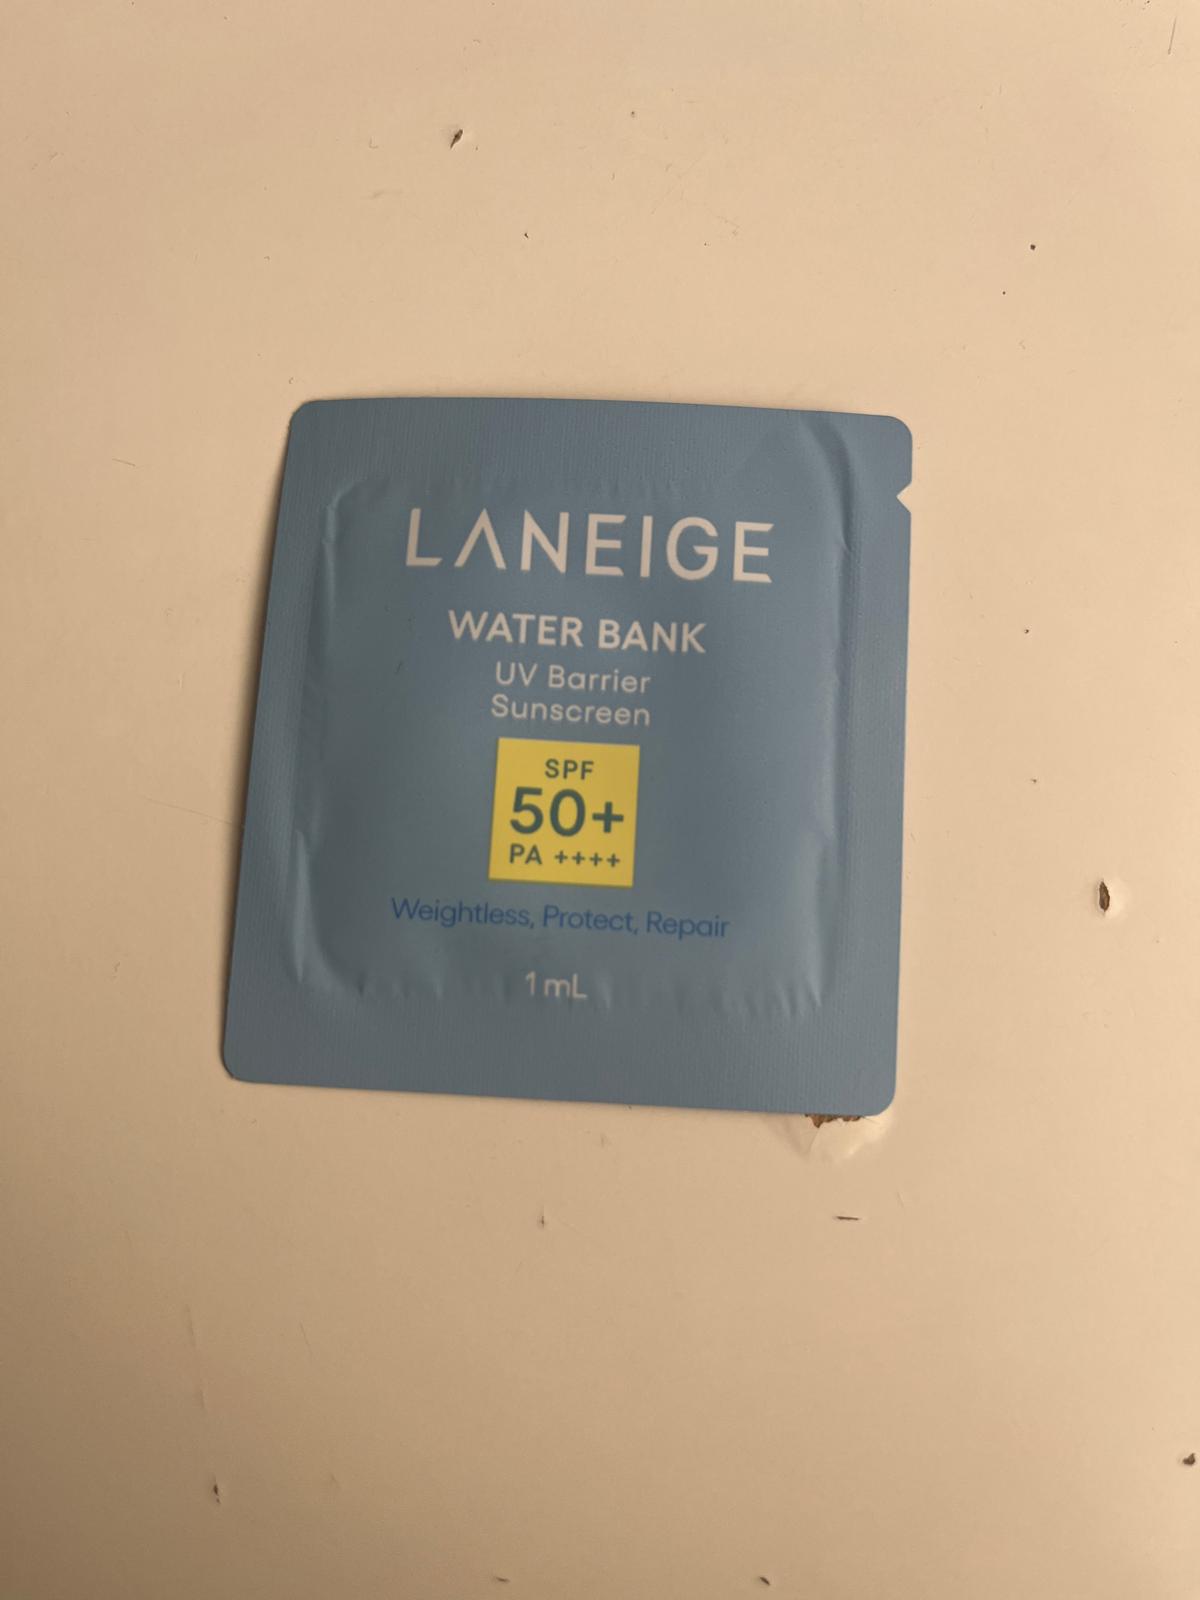 LANEIGE
WATER BANK
UV Barrier
Sunscreen
SPF
50+
PA ++++
Weightless, Protect, Repair
1 mL